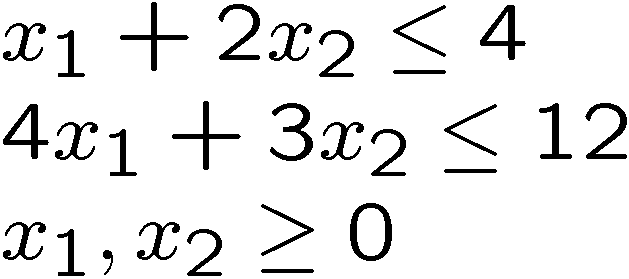 x₁ + 2x₂ ≤ 4
4x₁ + 3x₂ ≤ 12
x₁, x₂ ≥ 0